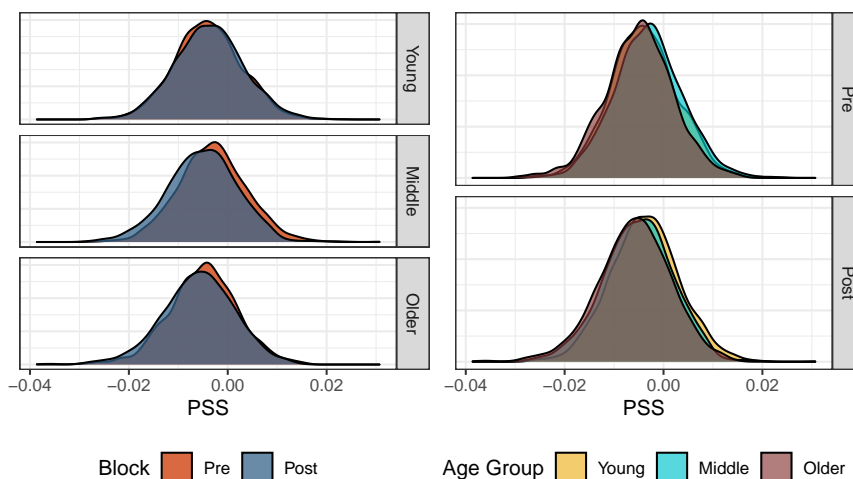 Young
Middle
Older
−0.04 −0.02 0.00 0.02
PSS
Block Pre Post
Pre
Post
−0.04 −0.02 0.00 0.02
PSS
Age Group Young Middle Older